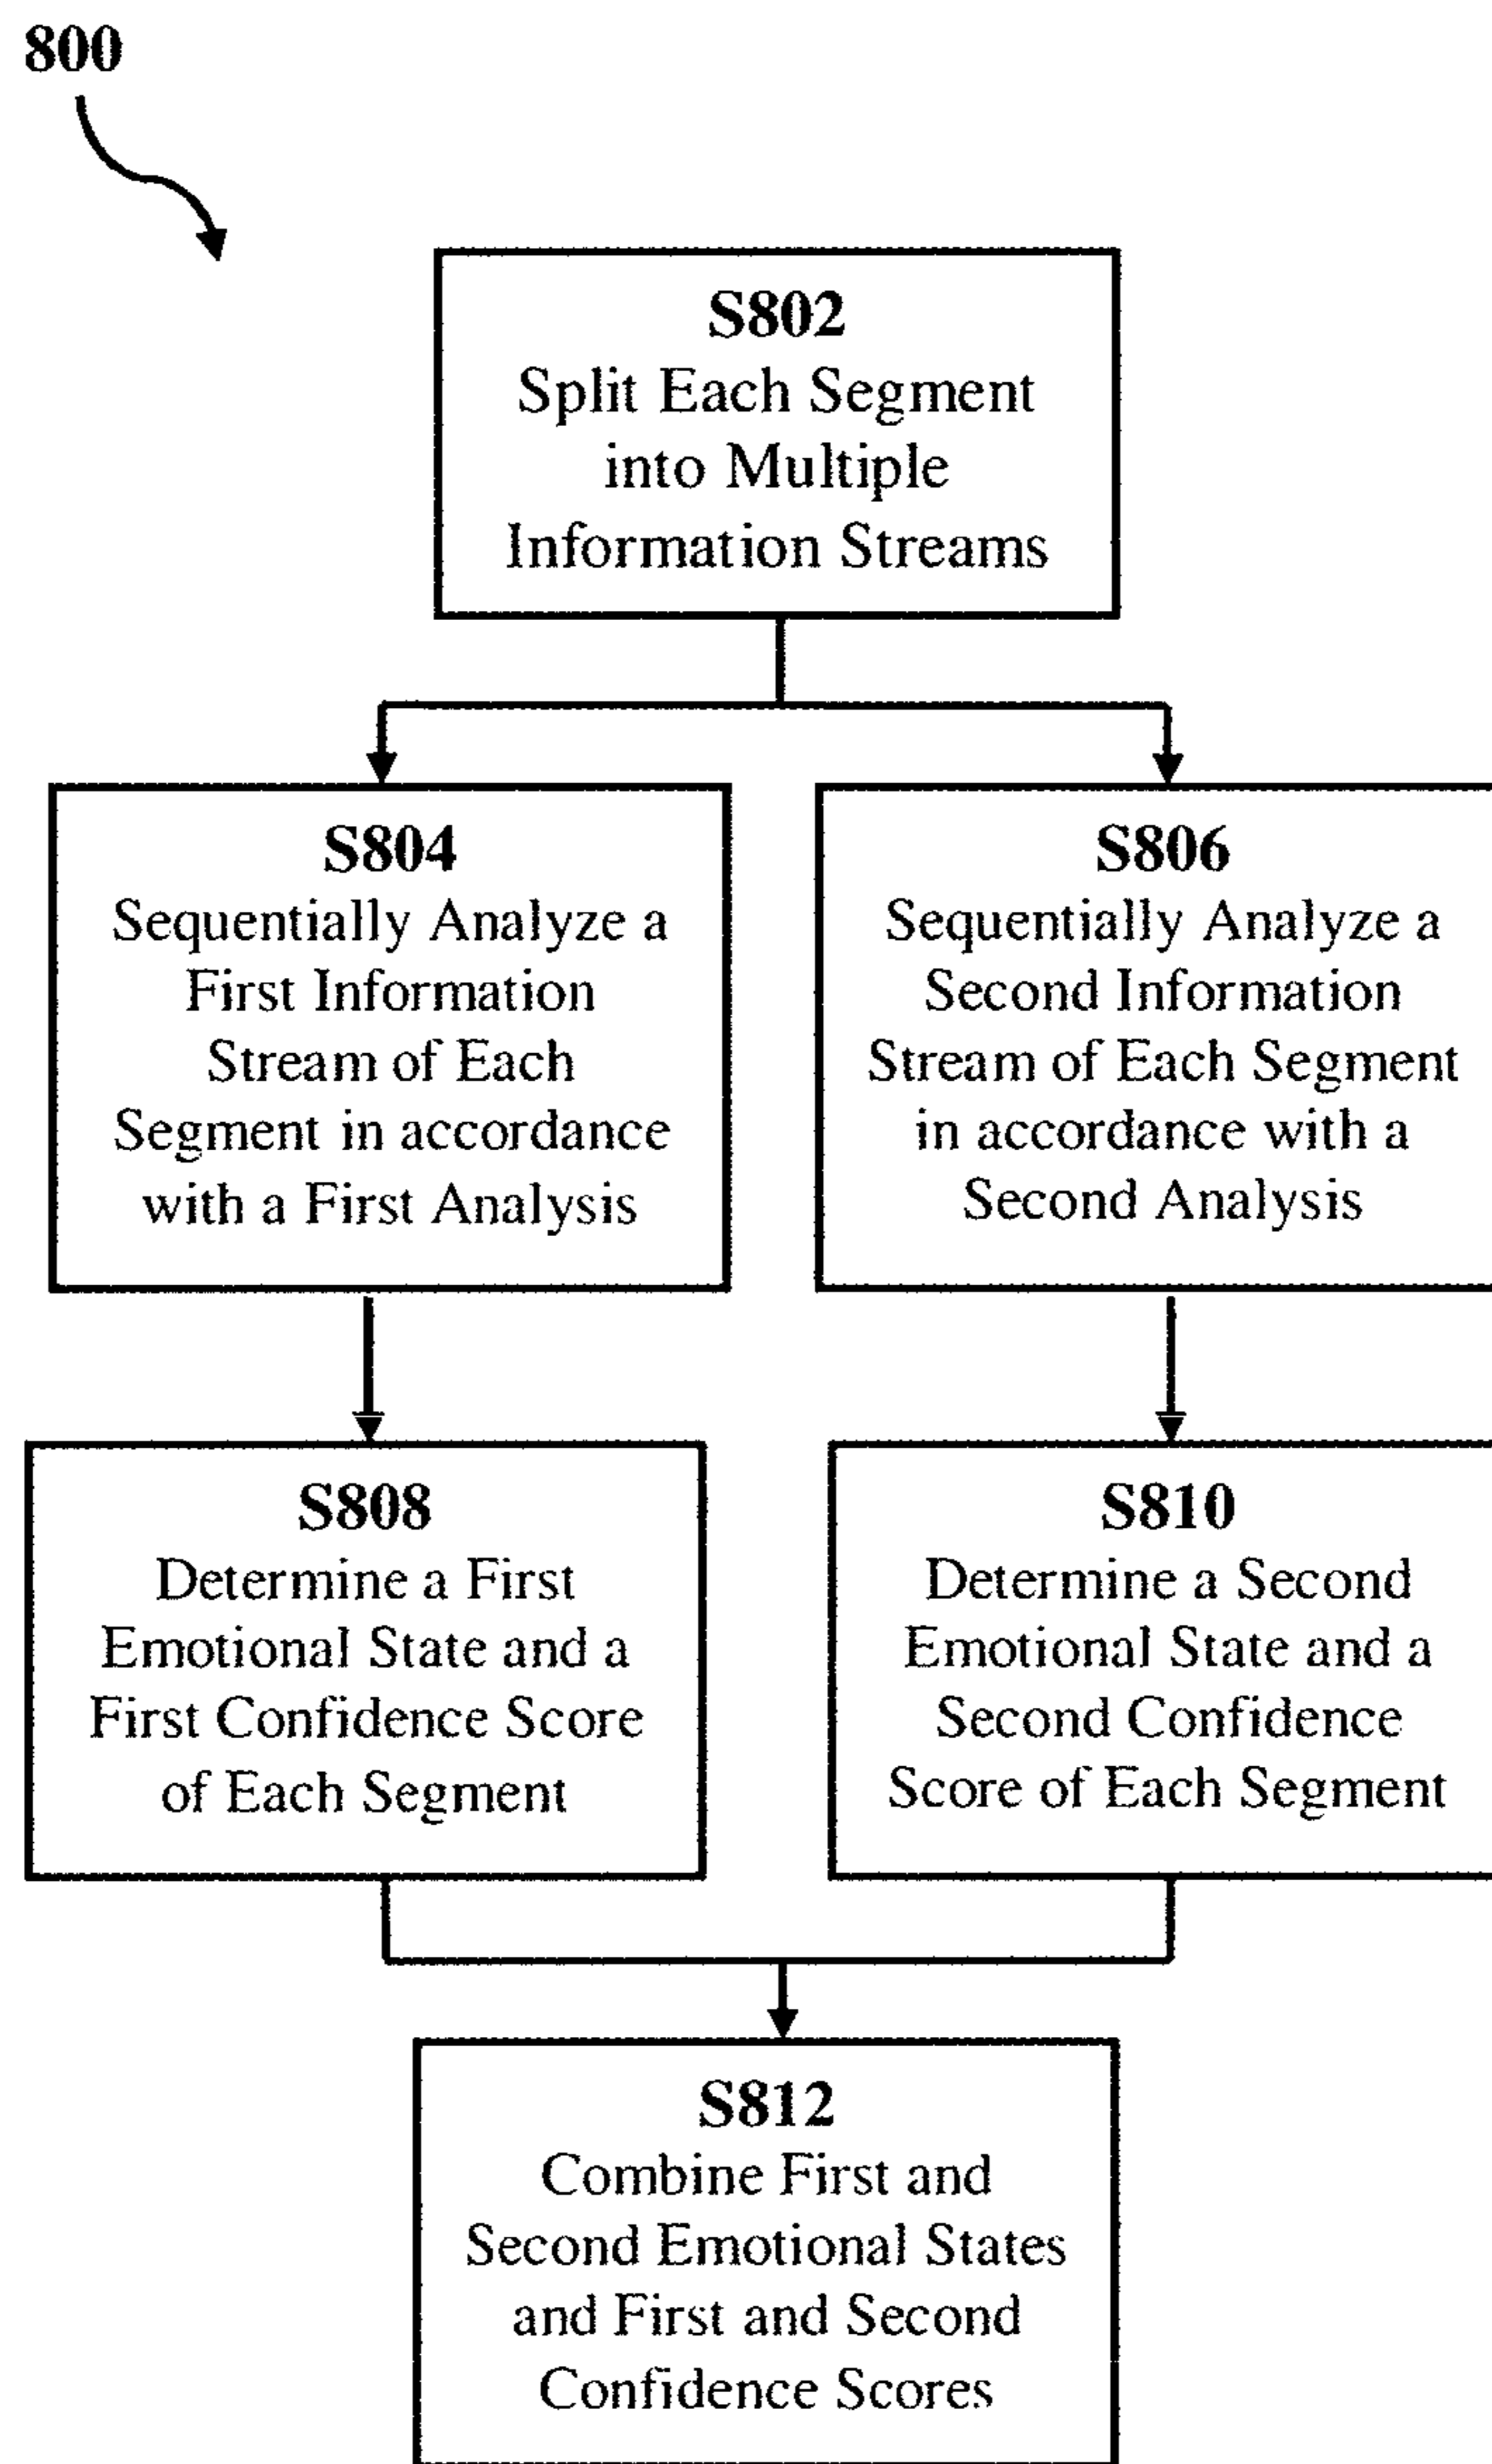 800
S802
Split Each Segment
into Multiple
Information Streams
S804
Sequentially Analyze a
First Information
Stream of Each
Segment in accordance
with a First Analysis
S806
Sequentially Analyze a
Second Information
Stream of Each Segment
in accordance with a
Second Analysis
S808
Determine a First
Emotional State and a
First Confidence Score
of Each Segment
S810
Determine a Second
Emotional State and a
Second Confidence
Score of Each Segment
S812
Combine First and
Second Emotional States
and First and Second
Confidence Scores